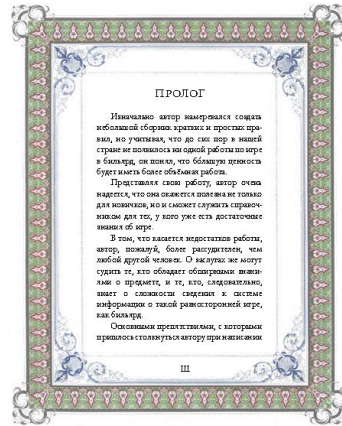 ПРОЛОГ
Изначально автор намеревался создать
небольшой сборник кратких и простых пра-
вил, но учитывая, что до сих пор в нашей
стране не появилось ни одной работы по игре
в бильярд, он понял, что бо́льшую ценность
будет иметь более объёмная работа.
Представляя свою работу, автор очень
надеется, что она окажется полезна не только
для новичков, но и сможет служить справоч-
ником для тех, у кого уже есть достаточные
знания об игре.
В том, что касается недостатков работы,
автор, пожалуй, более рассудителен, чем
любой другой человек. О заслугах же могут
судить те, кто обладает обширными знани-
ями о предмете, и те, кто, следовательно,
знает о сложности сведения к системе
информации о такой разносторонней игре,
как бильярд.
Основными препятствиями, с которыми
пришлось столкнуться автору при написании
III